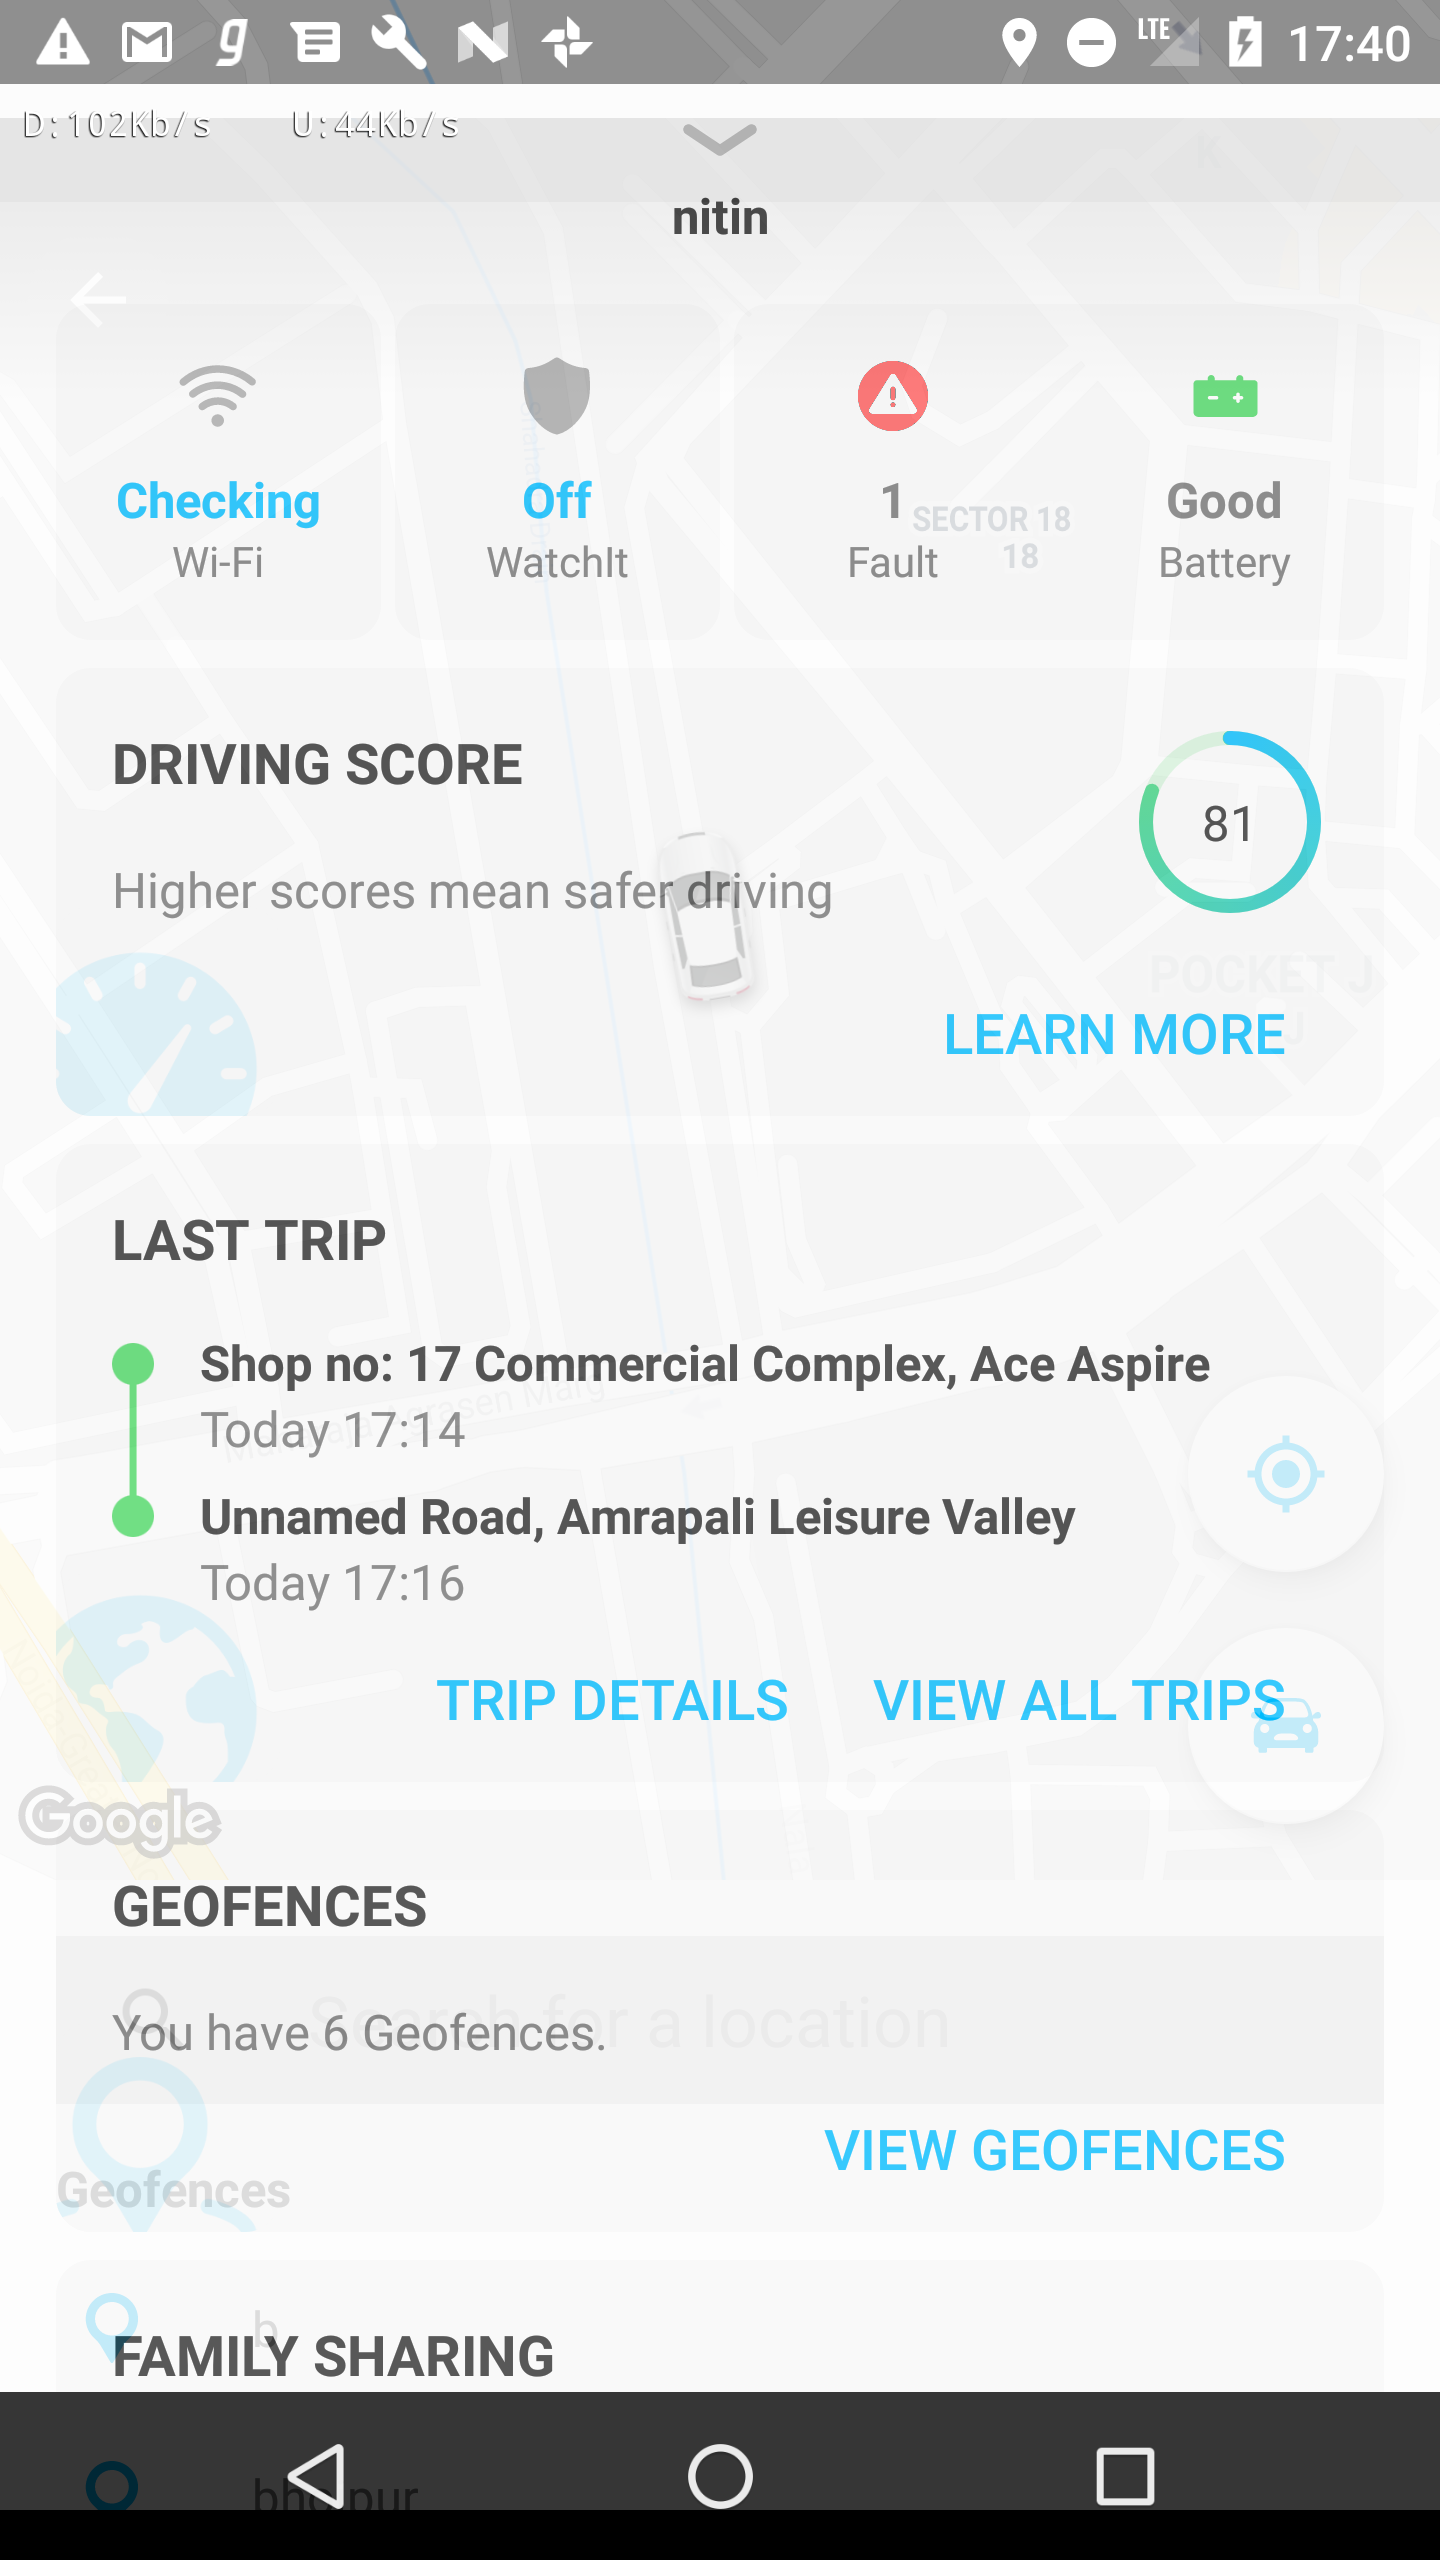 LTE 17:40
D:102Kb/s U:44Kb/s
nitin
Checking
Wi-Fi
Off
WatchIt
1
Fault
Good
Battery
SECTOR 18
18
DRIVING SCORE
81
Higher scores mean safer driving
POCKET J
J
LEARN MORE
LAST TRIP
Shop no: 17 Commercial Complex, Ace Aspire
Today 17:14
Agrasen Marg
Unnamed Road, Amrapali Leisure Valley
Today 17:16
TRIP DETAILS VIEW ALL TRIPS
Google
GEOFENCES
Search for a location
You have 6 Geofences.
VIEW GEOFENCES
Geofences
b
FAMILY SHARING